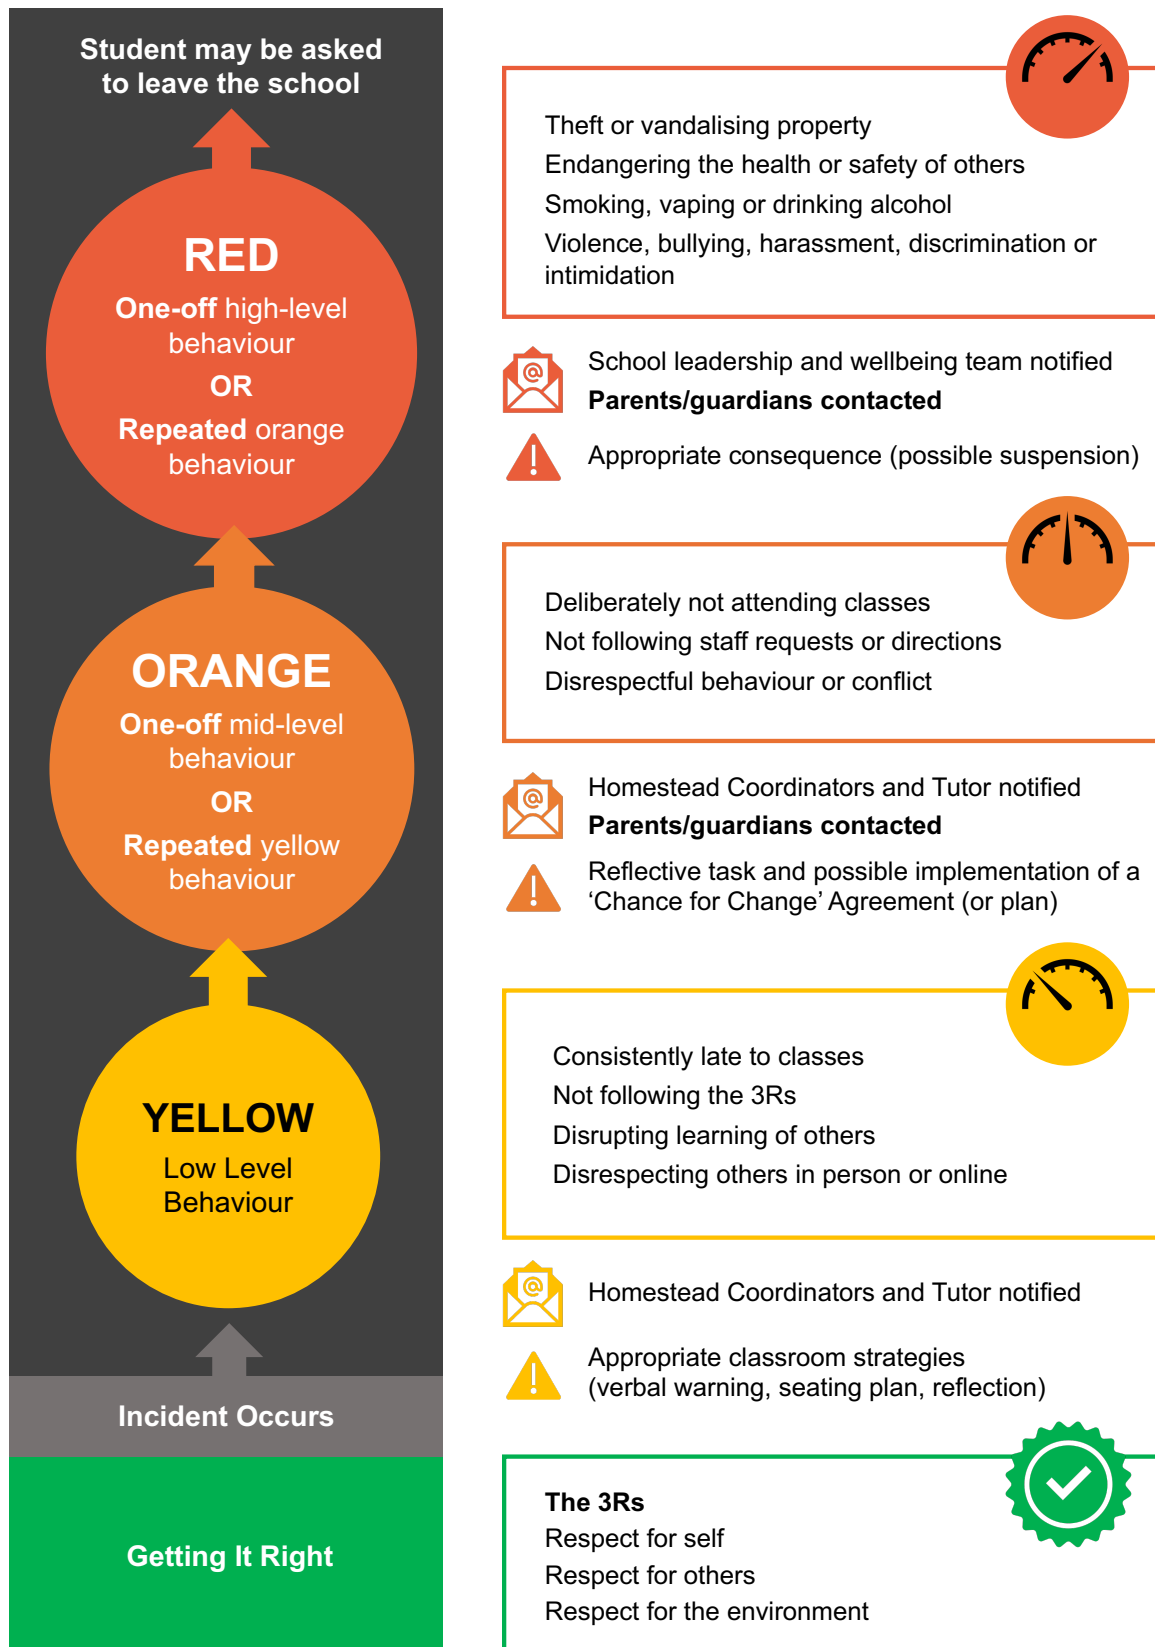 Student may be asked
to leave the school
RED
One-off high-level
behaviour
OR
Repeated orange
behaviour
ORANGE
One-off mid-level
behaviour
OR
Repeated yellow
behaviour
YELLOW
Low Level
Behaviour
Incident Occurs
Getting It Right
Theft or vandalising property
Endangering the health or safety of others
Smoking, vaping or drinking alcohol
Violence, bullying, harassment, discrimination or
intimidation
@
School leadership and wellbeing team notified
Parents/guardians contacted
!
Appropriate consequence (possible suspension)
Deliberately not attending classes
Not following staff requests or directions
Disrespectful behaviour or conflict
@
Homestead Coordinators and Tutor notified
Parents/guardians contacted
!
Reflective task and possible implementation of a
‘Chance for Change’ Agreement (or plan)
Consistently late to classes
Not following the 3Rs
Disrupting learning of others
Disrespecting others in person or online
@
Homestead Coordinators and Tutor notified
!
Appropriate classroom strategies
(verbal warning, seating plan, reflection)
The 3Rs
Respect for self
Respect for others
Respect for the environment